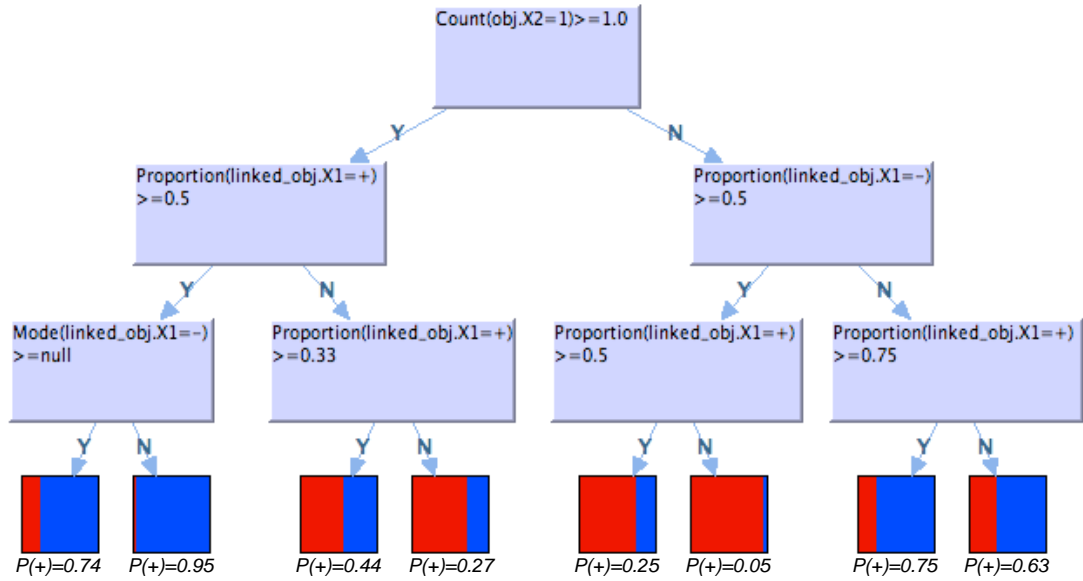 Count(obj.X2=1)>=1.0
Y
N
Proportion(linked_obj.X1=+)
>=0.5
Proportion(linked_obj.X1=-)
>=0.5
Y
N
Y
N
Mode(linked_obj.X1=-)
>=null
Proportion(linked_obj.X1=+)
>=0.33
Proportion(linked_obj.X1=+)
>=0.5
Proportion(linked_obj.X1=+)
>=0.75
Y
N
Y
N
Y
N
Y
N
P(+)=0.74
P(+)=0.95
P(+)=0.44
P(+)=0.27
P(+)=0.25
P(+)=0.05
P(+)=0.75
P(+)=0.63